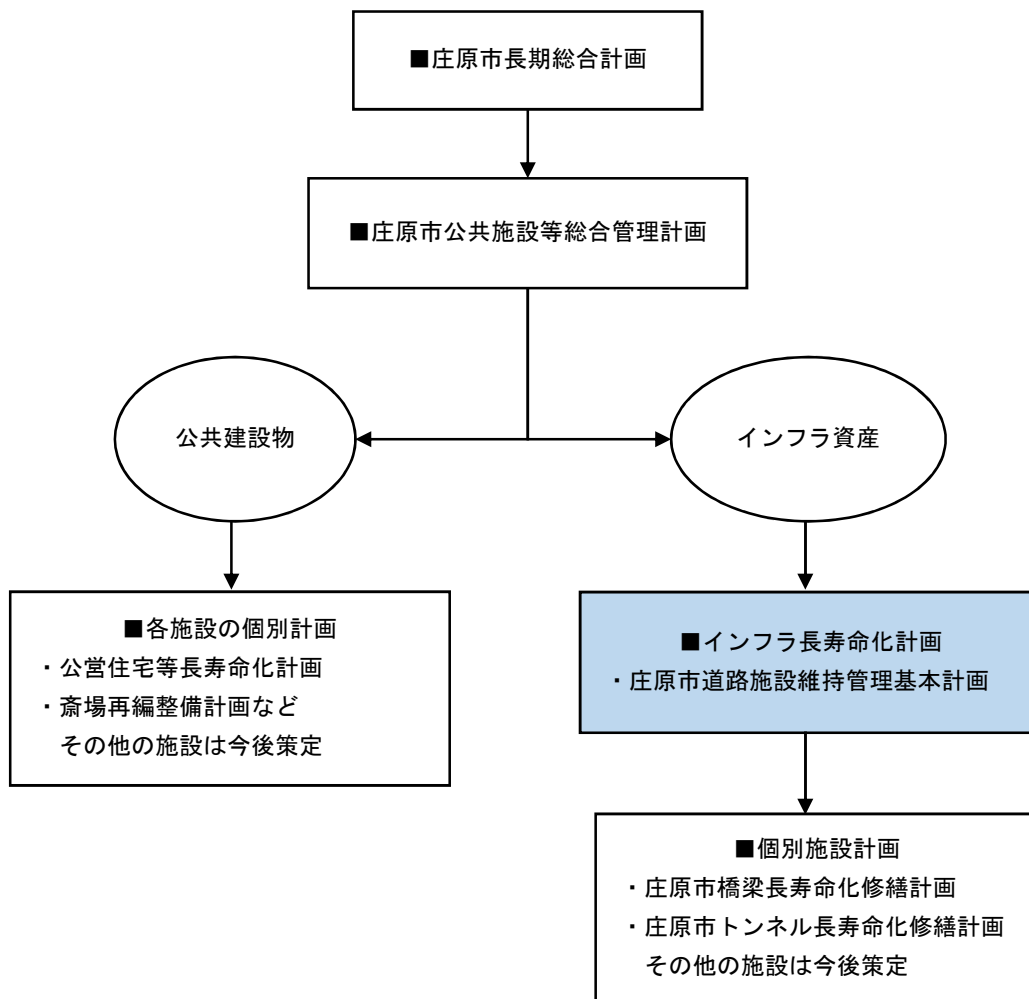 ■庄原市長期総合計画
■庄原市公共施設等総合管理計画
公共建設物
インフラ資産
■各施設の個別計画
・公営住宅等長寿命化計画
・斎場再編整備計画など
その他の施設は今後策定
■インフラ長寿命化計画
・庄原市道路施設維持管理基本計画
■個別施設計画
・庄原市橋梁長寿命化修繕計画
・庄原市トンネル長寿命化修繕計画
その他の施設は今後策定